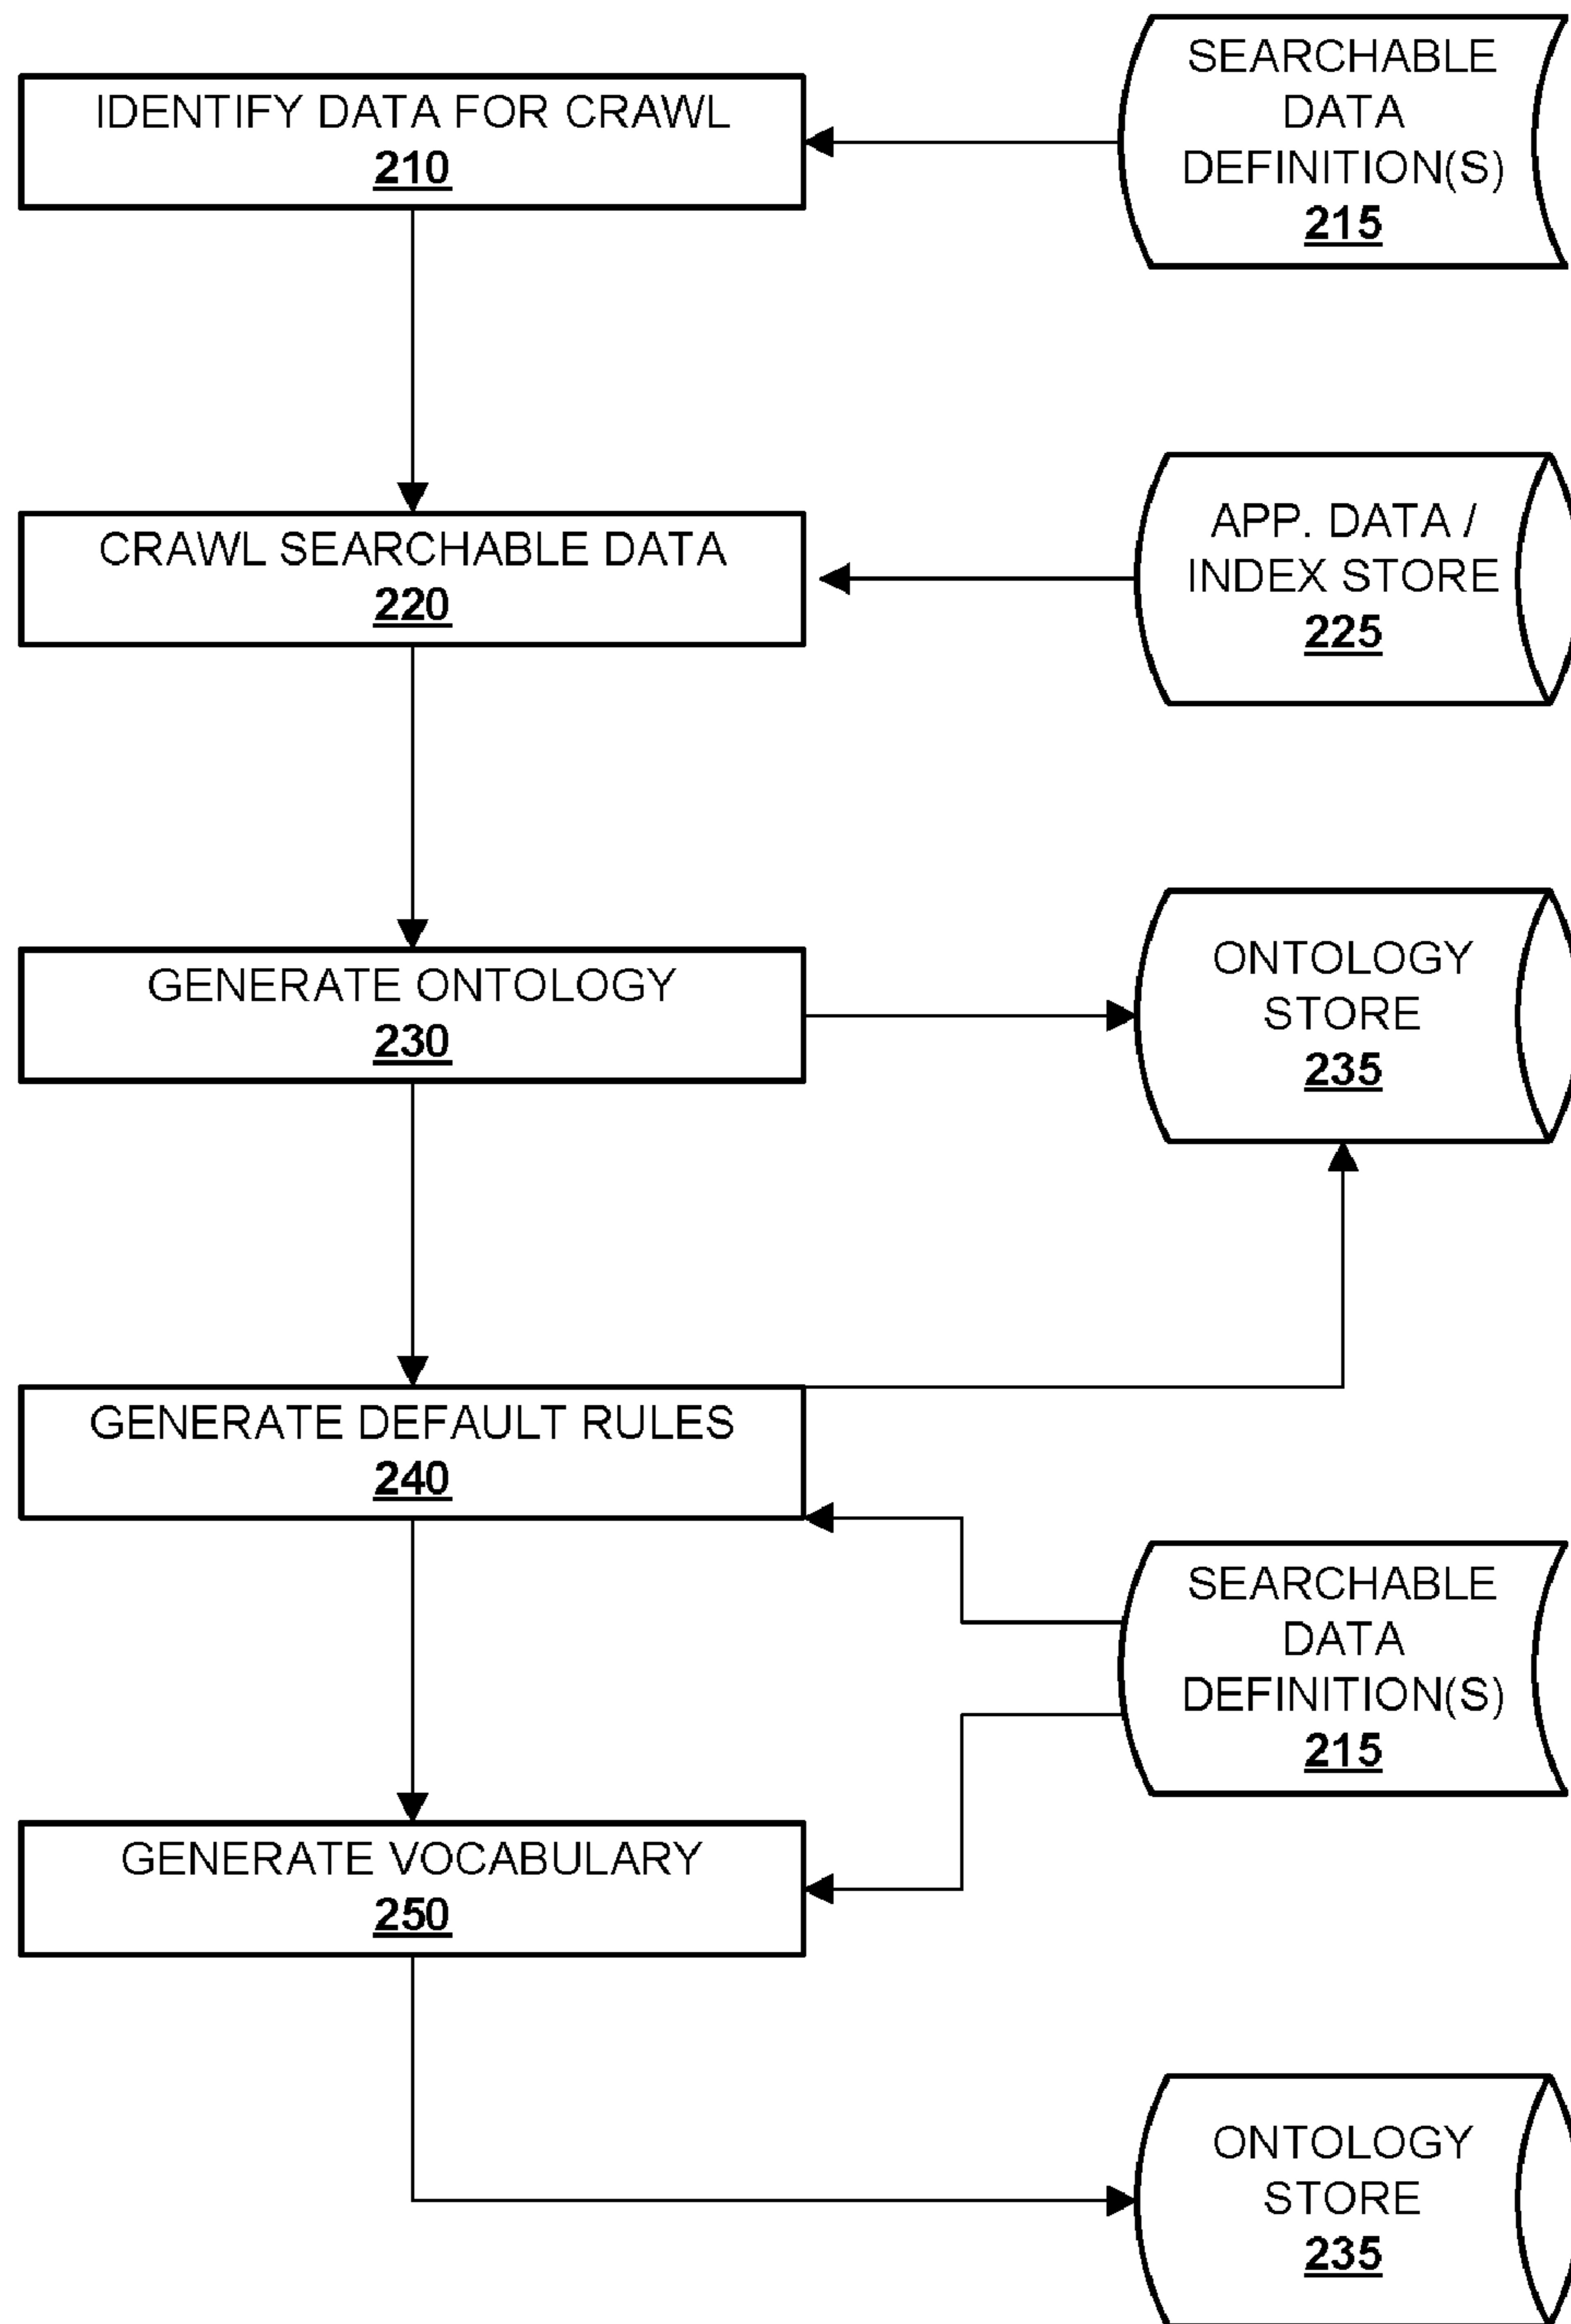 IDENTIFY DATA FOR CRAWL
210
SEARCHABLE
DATA
DEFINITION(S)
215
CRAWL SEARCHABLE DATA
220
APP. DATA /
INDEX STORE
225
GENERATE ONTOLOGY
230
ONTOLOGY
STORE
235
GENERATE DEFAULT RULES
240
SEARCHABLE
DATA
DEFINITION(S)
215
GENERATE VOCABULARY
250
ONTOLOGY
STORE
235